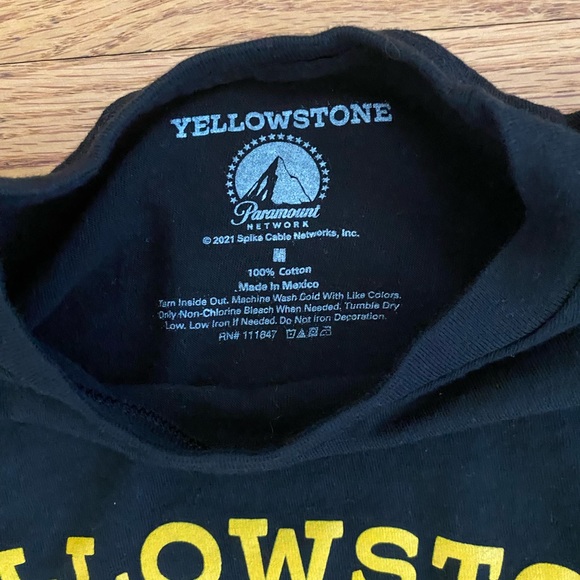 YELLOWSTONE
Paramount
NETWORK
© 2021 Spike Cable Networks, Inc.
M
100% Cotton
Made in Mexico
Turn Inside Out. Machine Wash Cold With Like Colors.
Only Non-Chlorine Bleach When Needed. Tumble Dry
Low. Low Iron If Needed. Do Not Iron Decoration.
RN# 111847
LLOWSTO